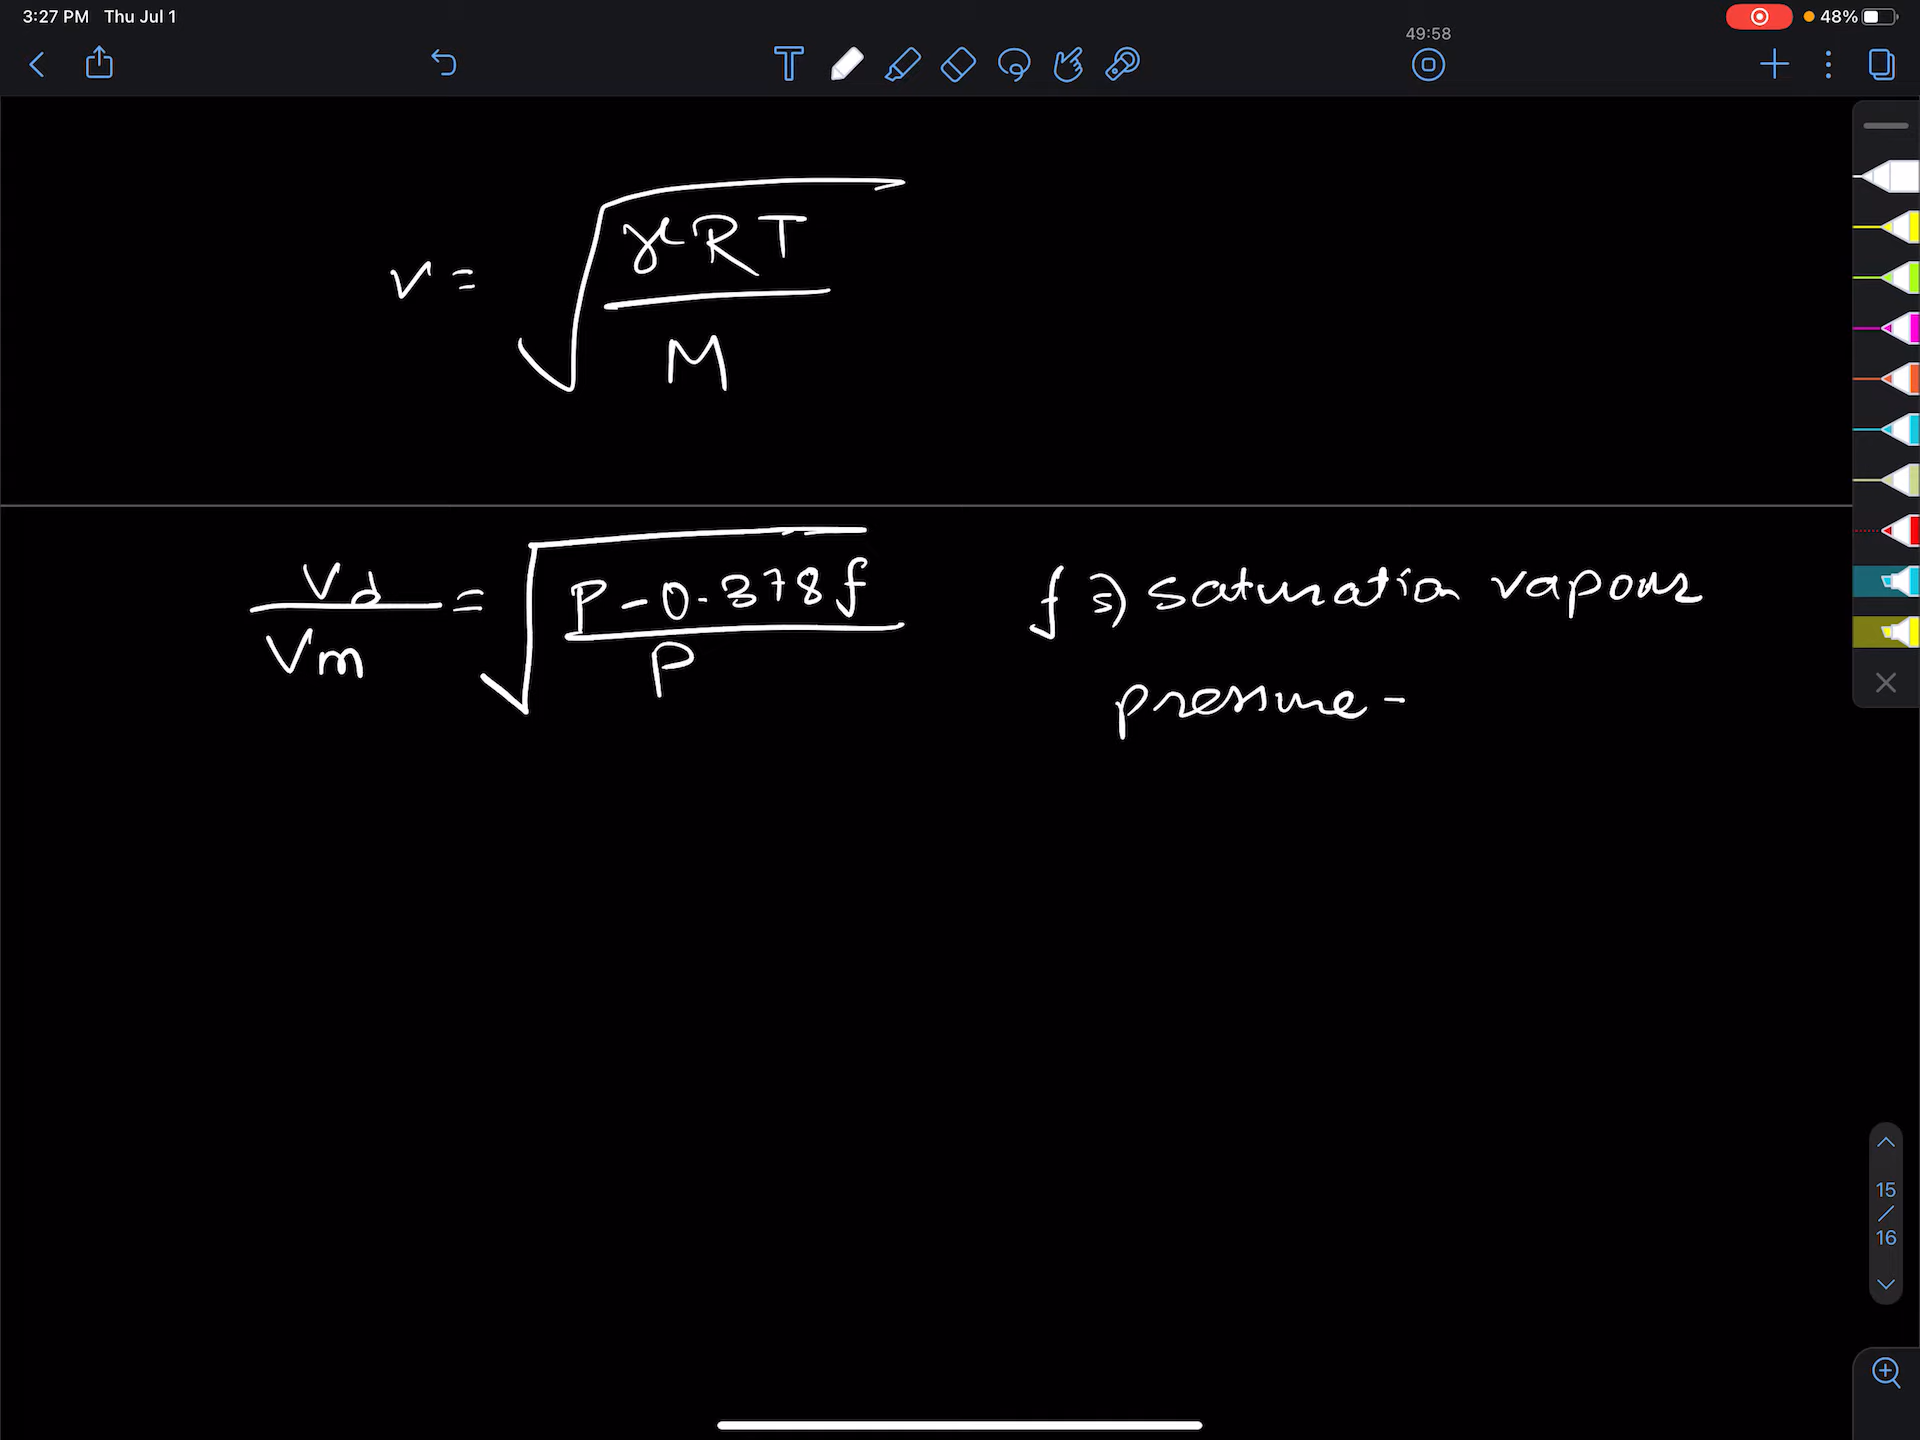 3:27 PM Thu Jul 1
48%
49:58
T
v = √(γRT / M)
Vd / Vm = √(P - 0.378f / P)
f => saturation vapour
pressure -
15
/
16